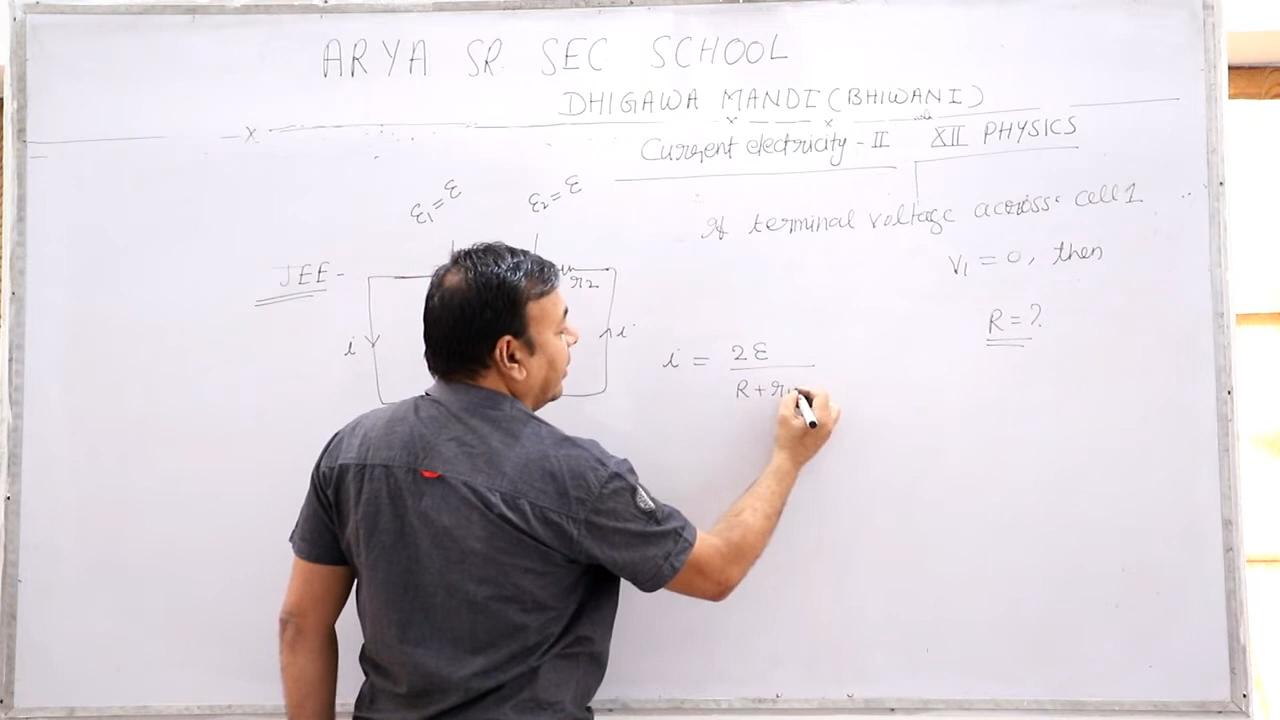 ARYA SR. SEC SCHOOL
DHIGAWA MANDI (BHIWANI)
Current electricity - II XII PHYSICS
ε1 = ε ε2 = ε
If terminal voltage across cell 1
V1 = 0, then
JEE - r2
R = ?
i i
i = 2ε
R + r1